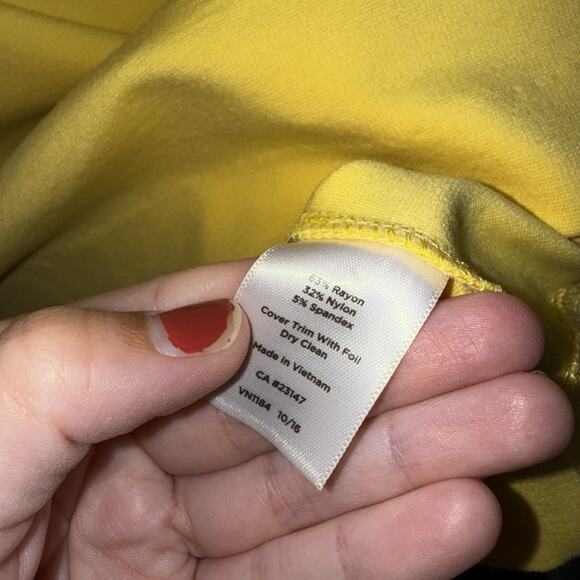 63% Rayon
32% Nylon
5% Spandex
Cover Trim With Foil
Dry Clean
Made in Vietnam
CA #23147
VN1184 10/16